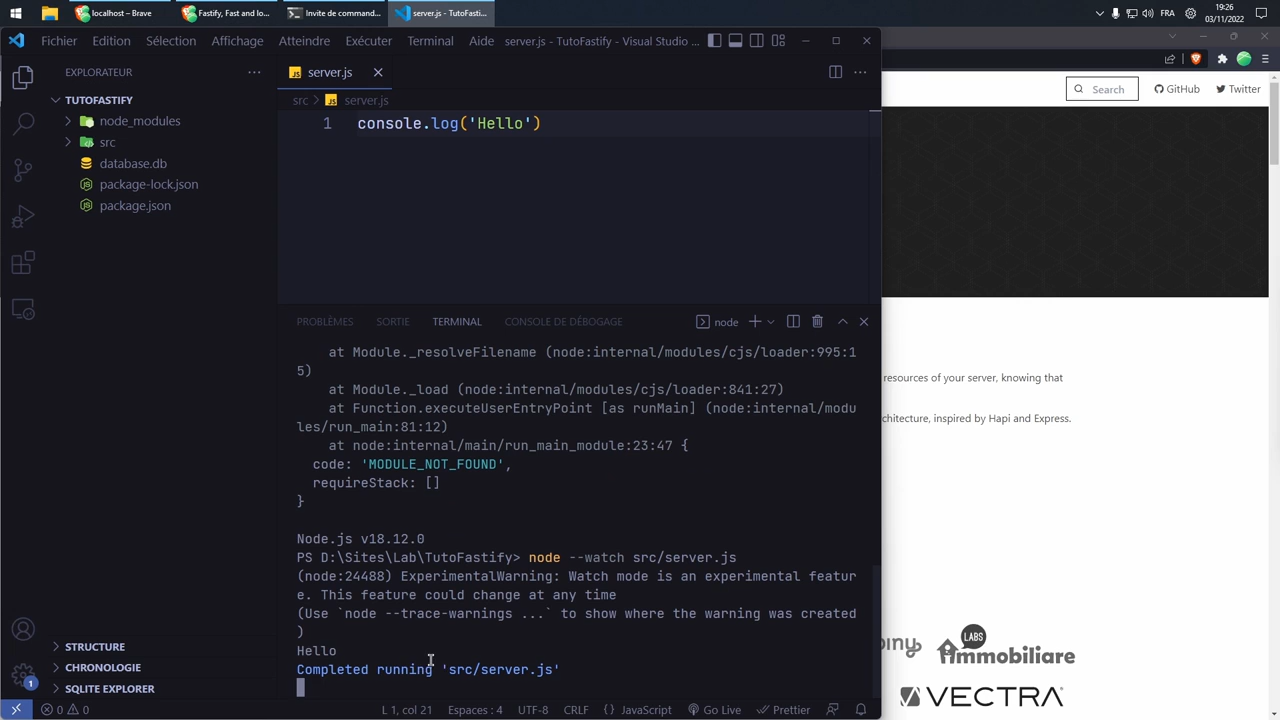 localhost – Brave
Fastify, Fast and lo...
Invite de comman...
server.js - TutoFasti...
FRA
19:26
03/11/2022
Fichier Edition Sélection Affichage Atteindre Exécuter Terminal Aide server.js - TutoFastify - Visual Studio ...
EXPLORATEUR
TUTOFASTIFY
node_modules
src
database.db
package-lock.json
package.json
STRUCTURE
CHRONOLOGIE
SQLITE EXPLORER
1
JS server.js
src > JS server.js
1 console.log('Hello')
PROBLÈMES SORTIE TERMINAL CONSOLE DE DÉBOGAGE node
at Module._resolveFilename (node:internal/modules/cjs/loader:995:1
5)
at Module._load (node:internal/modules/cjs/loader:841:27)
at Function.executeUserEntryPoint [as runMain] (node:internal/modu
les/run_main:81:12)
at node:internal/main/run_main_module:23:47 {
code: 'MODULE_NOT_FOUND',
requireStack: []
}
Node.js v18.12.0
PS D:\Sites\Lab\TutoFastify> node --watch src/server.js
(node:24488) ExperimentalWarning: Watch mode is an experimental featur
e. This feature could change at any time
(Use `node --trace-warnings ...` to show where the warning was created
)
Hello
Completed running 'src/server.js'
0 0
L 1, col 21 Espaces : 4 UTF-8 CRLF {} JavaScript Go Live Prettier
Search GitHub Twitter
resources of your server, knowing that
chitecture, inspired by Hapi and Express.
LABS
immobiliare
VECTRA